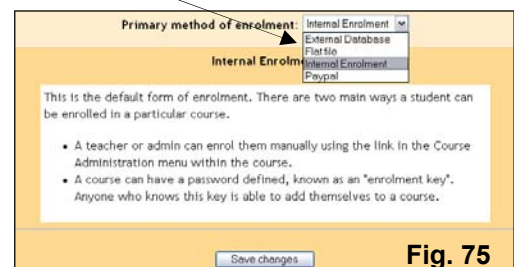 Primary method of enrolment: Internal Enrolment
External Database
Flat file
Internal Enrolment
Paypal
Internal
This is the default form of enrolment. There are two main ways a student can
be enrolled in a particular course.
• A teacher or admin can enrol them manually using the link in the Course
Administration menu within the course.
• A course can have a password defined, known as an "enrolment key".
Anyone who knows this key is able to add themselves to a course.
Save changes
Fig. 75